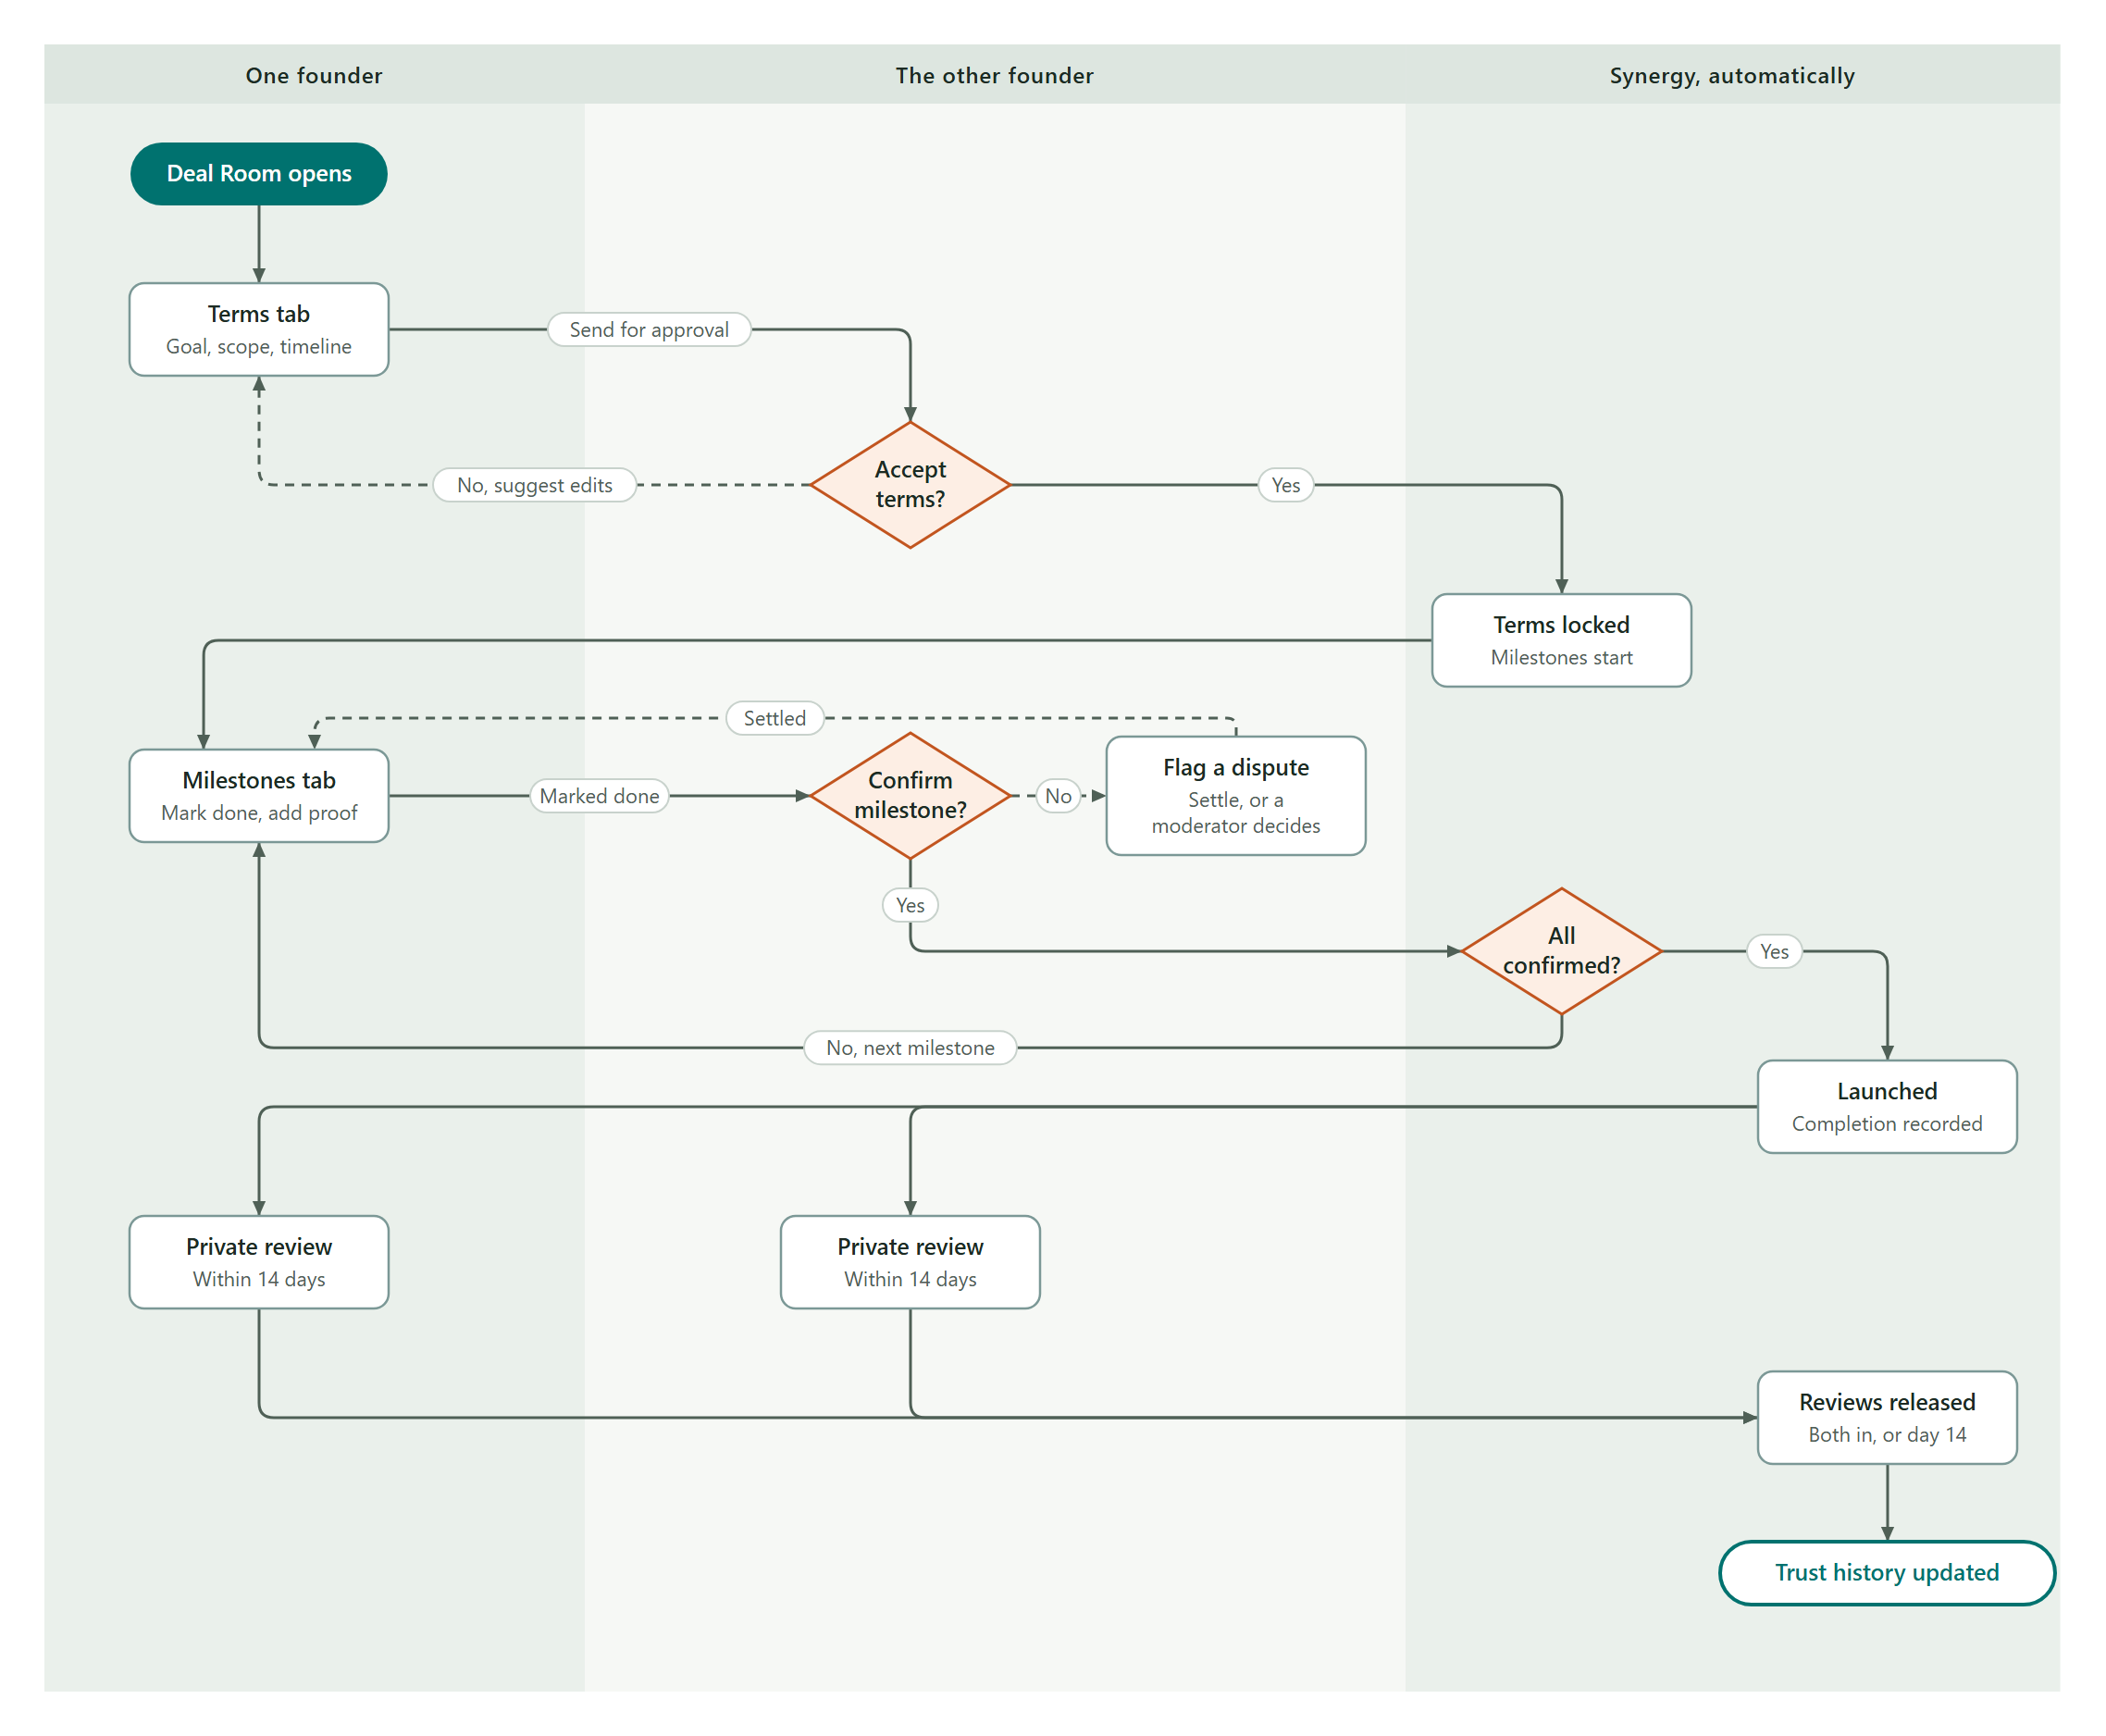 One founder
The other founder
Synergy, automatically
Deal Room opens
Terms tab
Goal, scope, timeline
Send for approval
Accept
terms?
No, suggest edits
Yes
Terms locked
Milestones start
Settled
Milestones tab
Mark done, add proof
Marked done
Confirm
milestone?
No
Flag a dispute
Settle, or a
moderator decides
Yes
All
confirmed?
Yes
No, next milestone
Launched
Completion recorded
Private review
Within 14 days
Private review
Within 14 days
Reviews released
Both in, or day 14
Trust history updated